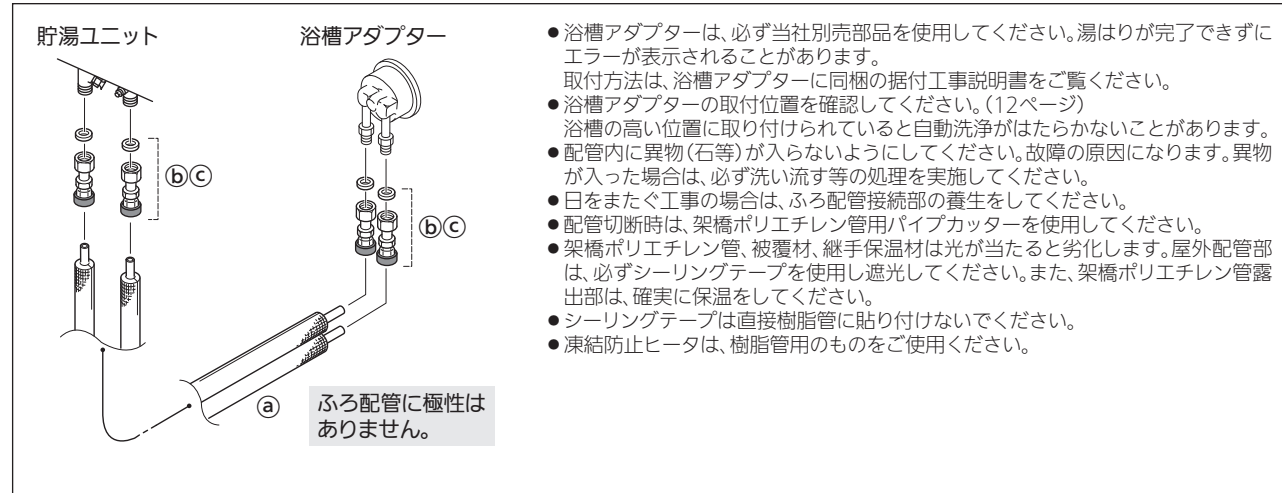 貯湯ユニット
浴槽アダプター
ⓑⓒ
ⓑⓒ
ⓐ
ふろ配管に極性は
ありません。
●浴槽アダプターは、必ず当社別売部品を使用してください。湯はりが完了できずに
エラーが表示されることがあります。
取付方法は、浴槽アダプターに同梱の据付工事説明書をご覧ください。
●浴槽アダプターの取付位置を確認してください。(12ページ)
浴槽の高い位置に取り付けられていると自動洗浄がはたらかないことがあります。
●配管内に異物(石等)が入らないようにしてください。故障の原因になります。異物
が入った場合は、必ず洗い流す等の処理を実施してください。
●日をまたぐ工事の場合は、ふろ配管接続部の養生をしてください。
●配管切断時は、架橋ポリエチレン管用パイプカッターを使用してください。
●架橋ポリエチレン管、被覆材、継手保温材は光が当たると劣化します。屋外配管部
は、必ずシーリングテープを使用し遮光してください。また、架橋ポリエチレン管露
出部は、確実に保温をしてください。
●シーリングテープは直接樹脂管に貼り付けないでください。
●凍結防止ヒータは、樹脂管用のものをご使用ください。